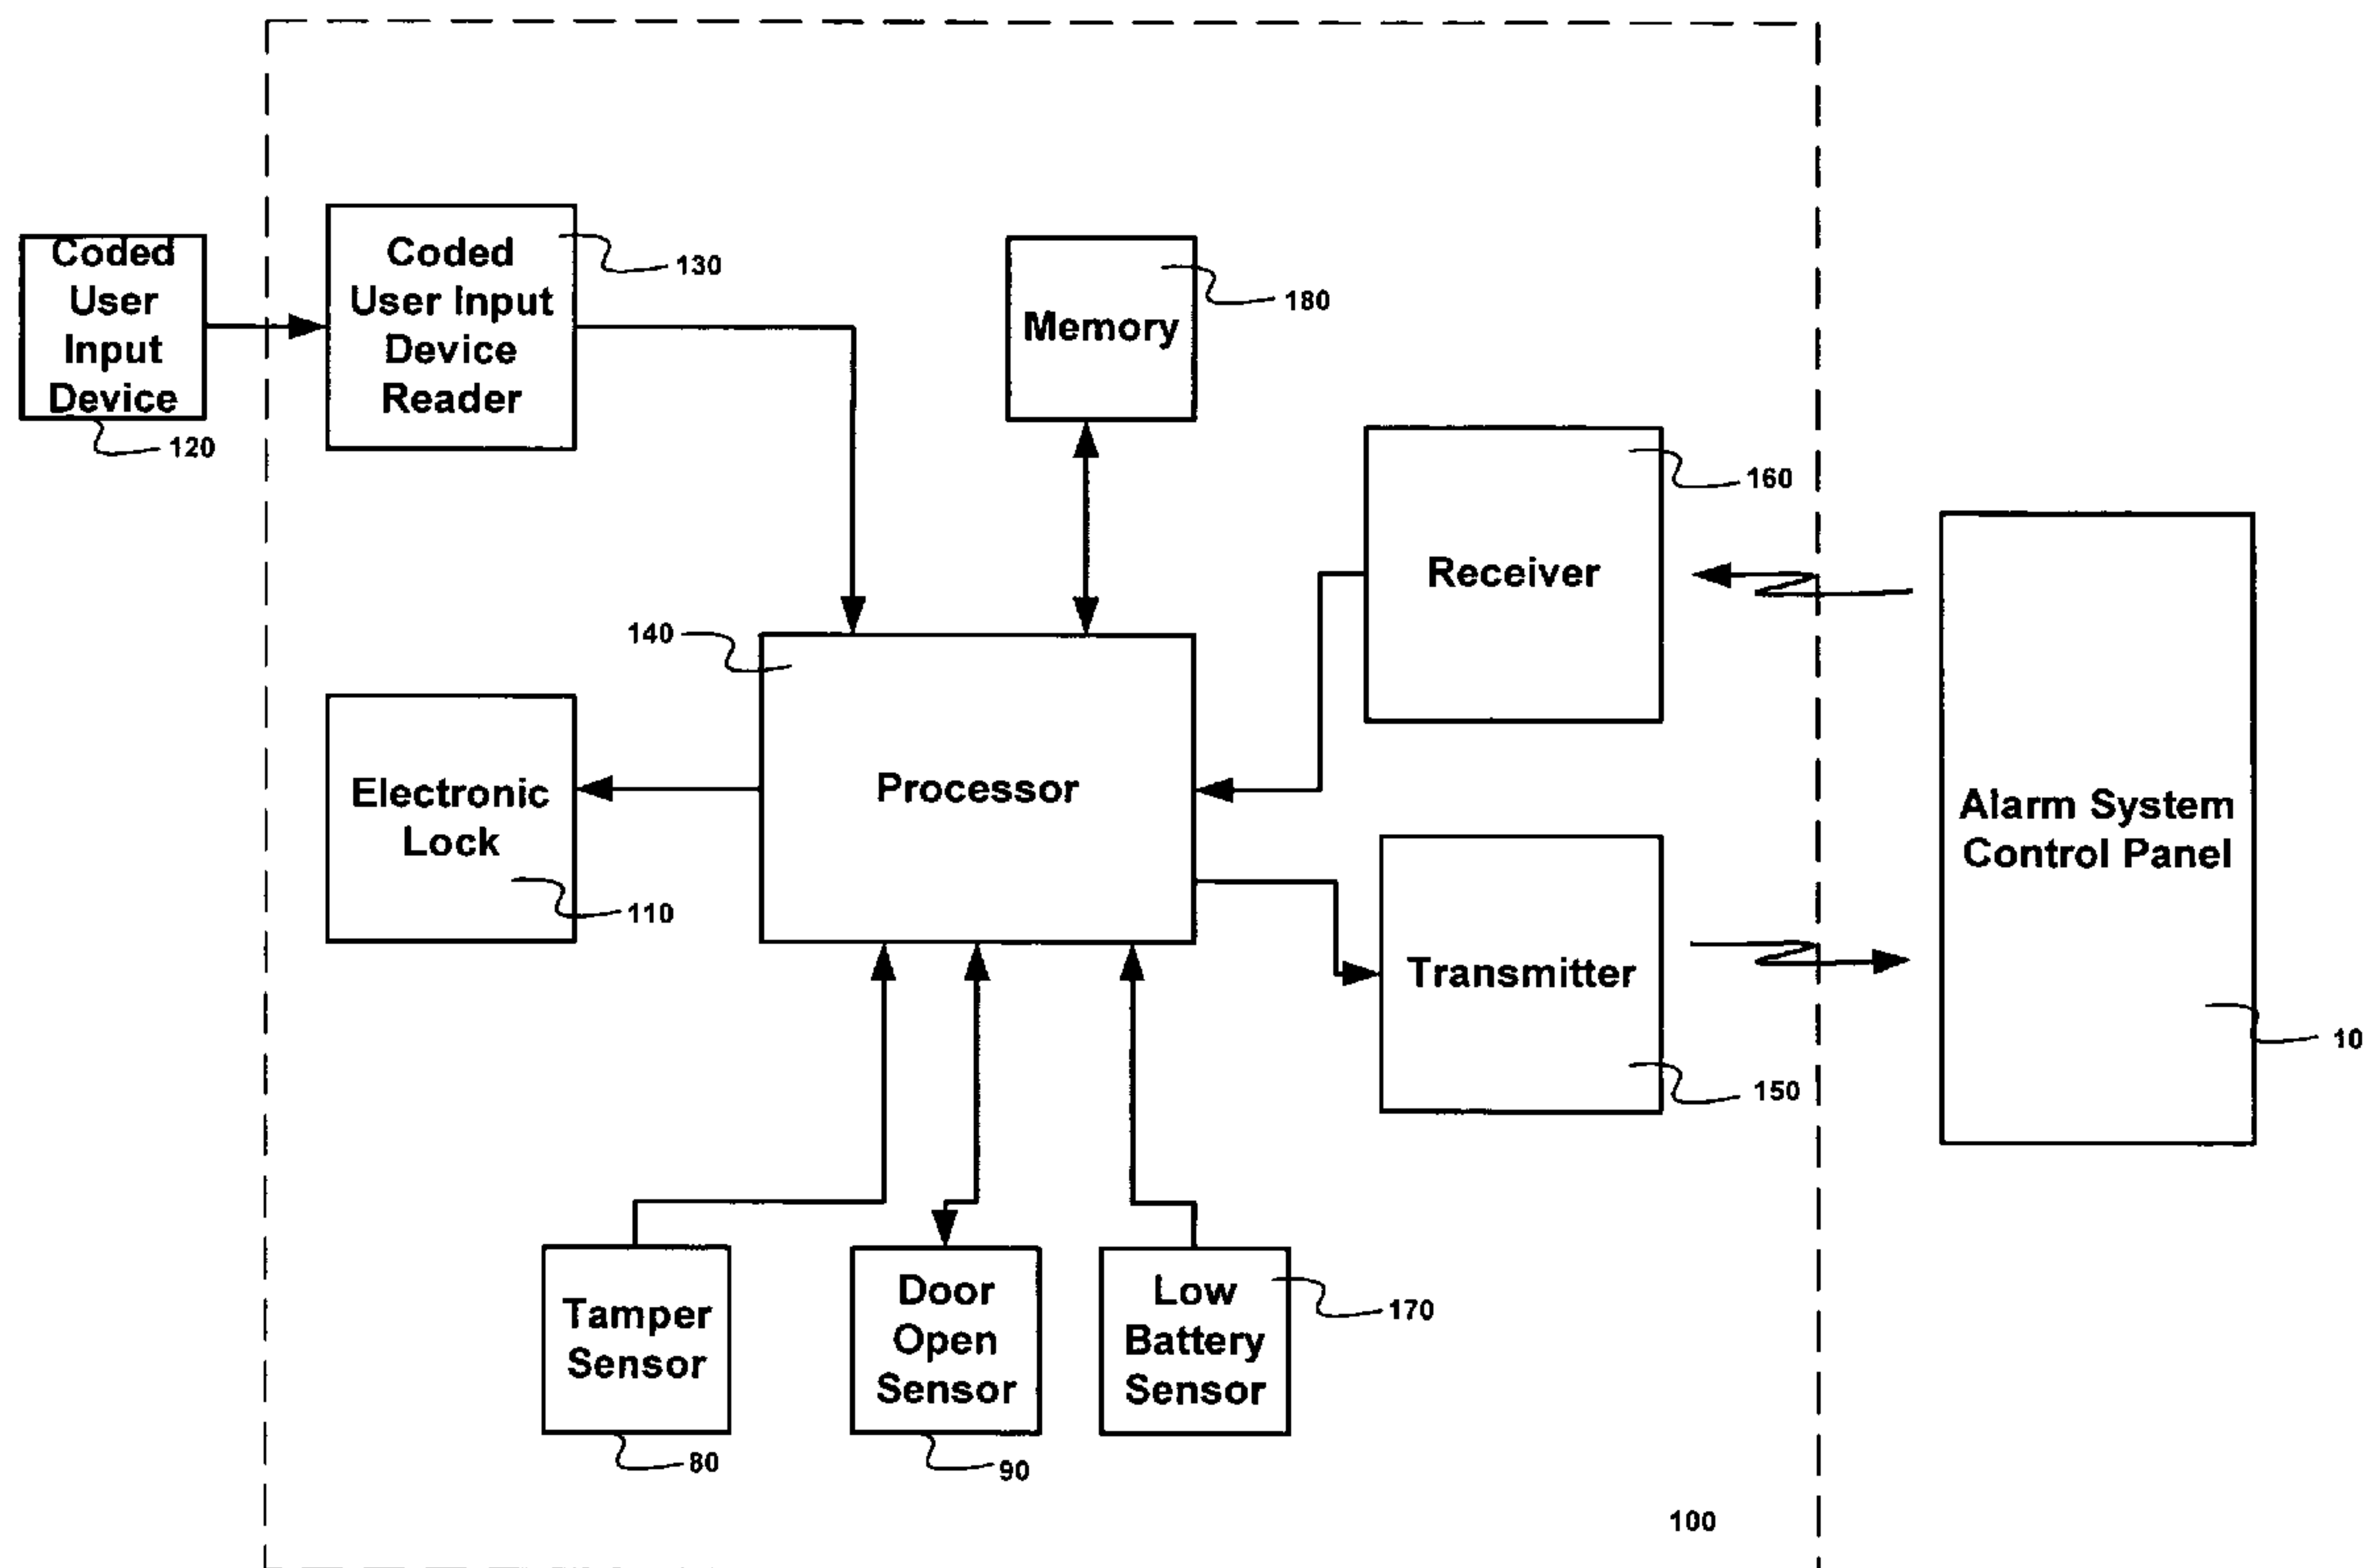 Coded
User
Input
Device
120
Coded
User Input
Device
Reader
130
Memory
180
Receiver
160
140
Processor
Electronic
Lock
110
Alarm System
Control Panel
10
Transmitter
150
Tamper
Sensor
80
Door
Open
Sensor
90
Low
Battery
Sensor
170
100